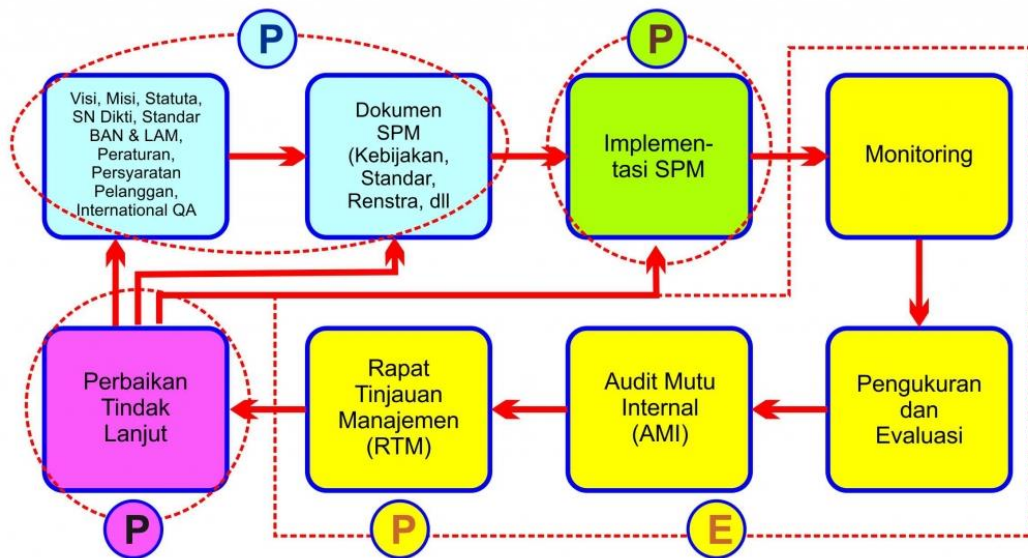 P
P
Visi, Misi, Statuta,
SN Dikti, Standar
BAN & LAM,
Peraturan,
Persyaratan
Pelanggan,
International QA
Dokumen
SPM
(Kebijakan,
Standar,
Renstra, dll
Implemen-
tasi SPM
Monitoring
Perbaikan
Tindak
Lanjut
Rapat
Tinjauan
Manajemen
(RTM)
Audit Mutu
Internal
(AMI)
Pengukuran
dan
Evaluasi
P
P
E